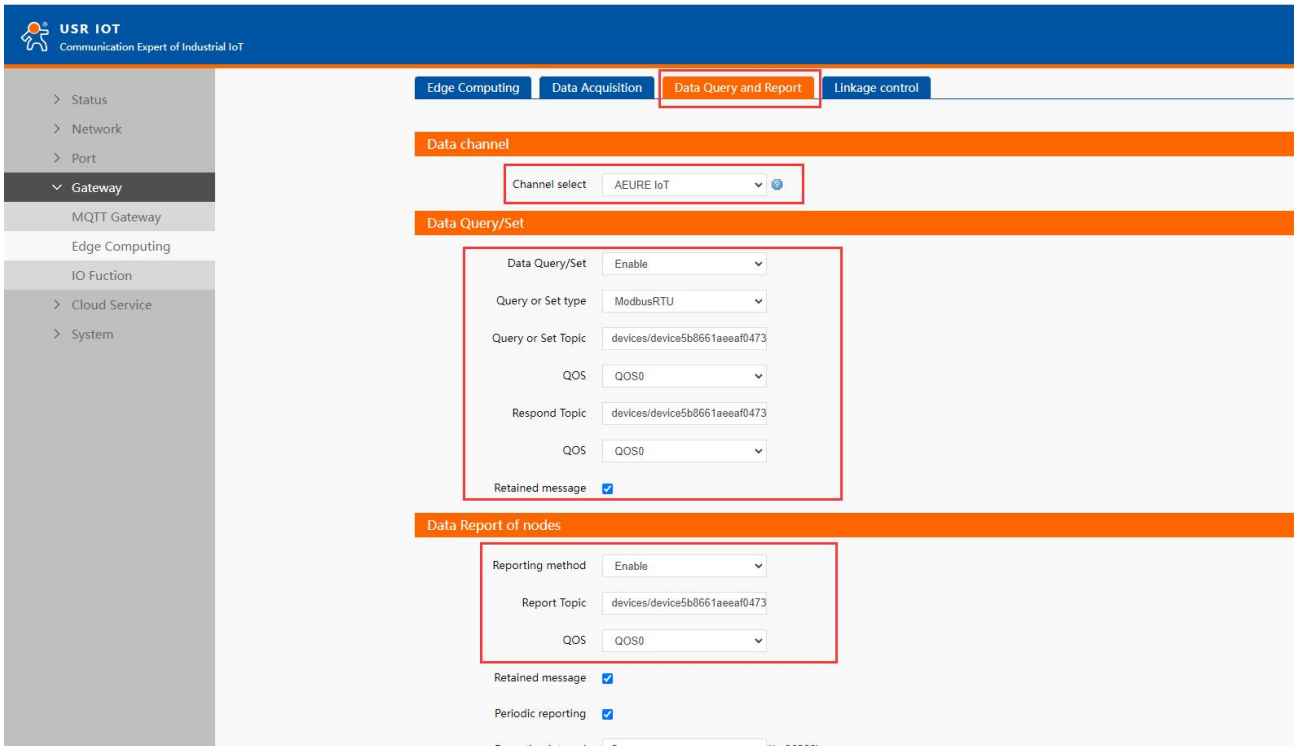 USR IOT
Communication Expert of Industrial IoT
Status
Network
Port
Gateway
MQTT Gateway
Edge Computing
IO Fuction
Cloud Service
System
Edge Computing Data Acquisition Data Query and Report Linkage control
Data channel
Channel select AEURE IoT
Data Query/Set
Data Query/Set Enable
Query or Set type ModbusRTU
Query or Set Topic devices/device5b8661aeeaf0473
QOS QOS0
Respond Topic devices/device5b8661aeeaf0473
QOS QOS0
Retained message
Data Report of nodes
Reporting method Enable
Report Topic devices/device5b8661aeeaf0473
QOS QOS0
Retained message
Periodic reporting